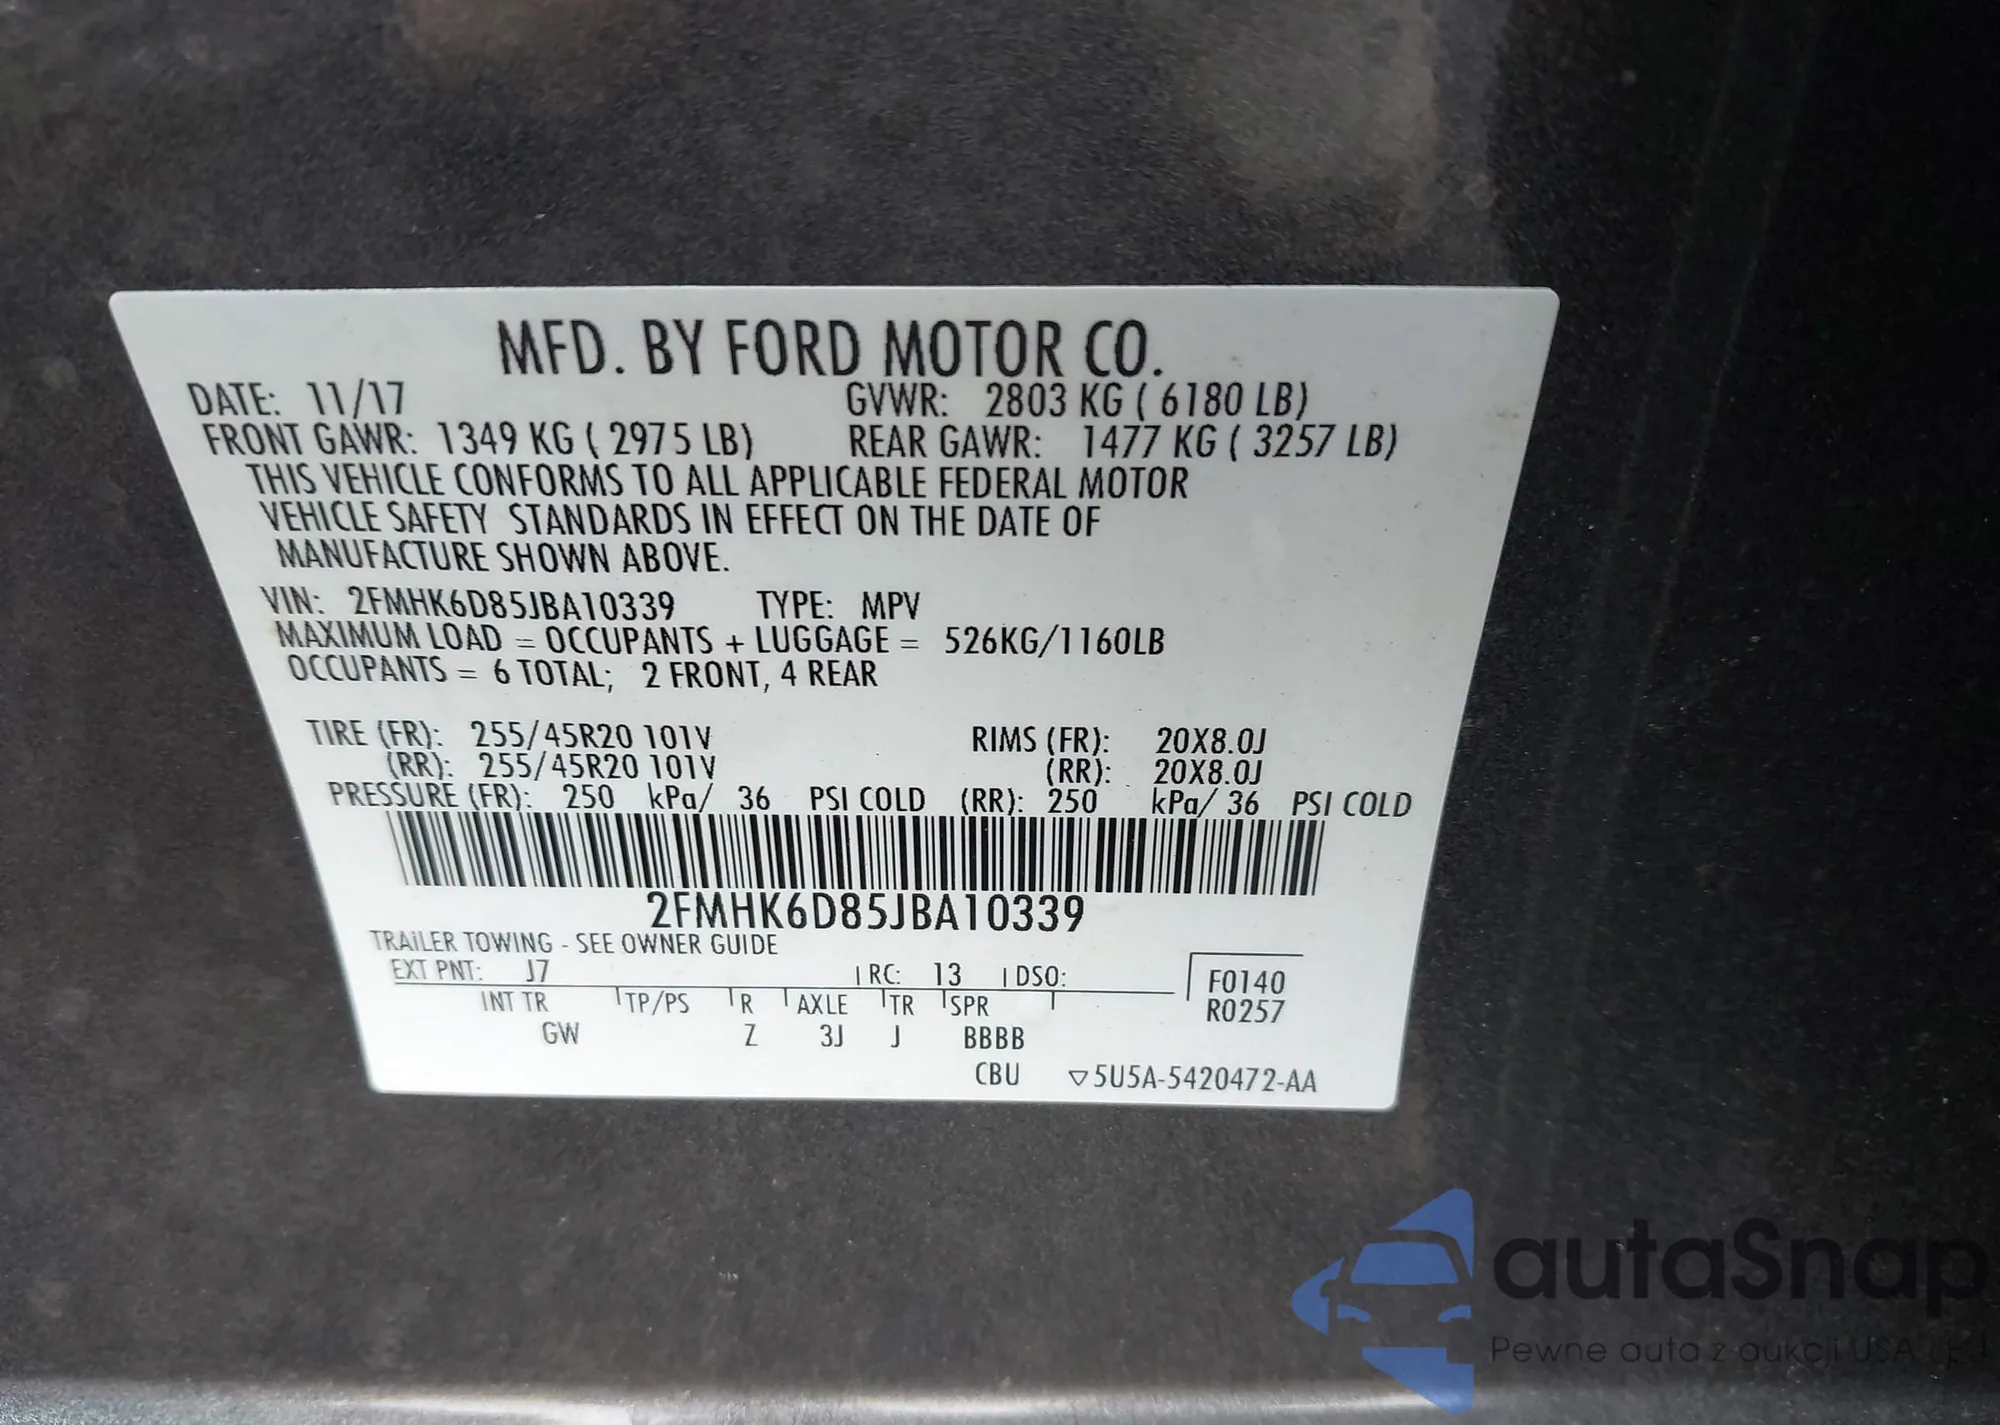 MFD. BY FORD MOTOR CO.
DATE: 11/17 GVWR: 2803 KG ( 6180 LB)
FRONT GAWR: 1349 KG ( 2975 LB) REAR GAWR: 1477 KG ( 3257 LB)
THIS VEHICLE CONFORMS TO ALL APPLICABLE FEDERAL MOTOR
VEHICLE SAFETY STANDARDS IN EFFECT ON THE DATE OF
MANUFACTURE SHOWN ABOVE.
VIN: 2FMHK6D85JBA10339 TYPE: MPV
MAXIMUM LOAD = OCCUPANTS + LUGGAGE = 526KG/1160LB
OCCUPANTS = 6 TOTAL; 2 FRONT, 4 REAR
TIRE (FR): 255/45R20 101V RIMS (FR): 20X8.0J
(RR): 255/45R20 101V (RR): 20X8.0J
PRESSURE (FR): 250 kPa/ 36 PSI COLD (RR): 250 kPa/ 36 PSI COLD
2FMHK6D85JBA10339
TRAILER TOWING - SEE OWNER GUIDE
EXT PNT: J7 RC: 13 DSO: F0140
INT TR TP/PS R AXLE TR SPR R0257
GW Z 3J J BBBB
CBU ▽5U5A-5420472-AA
autaSnap
Pewne auta z aukcji USA